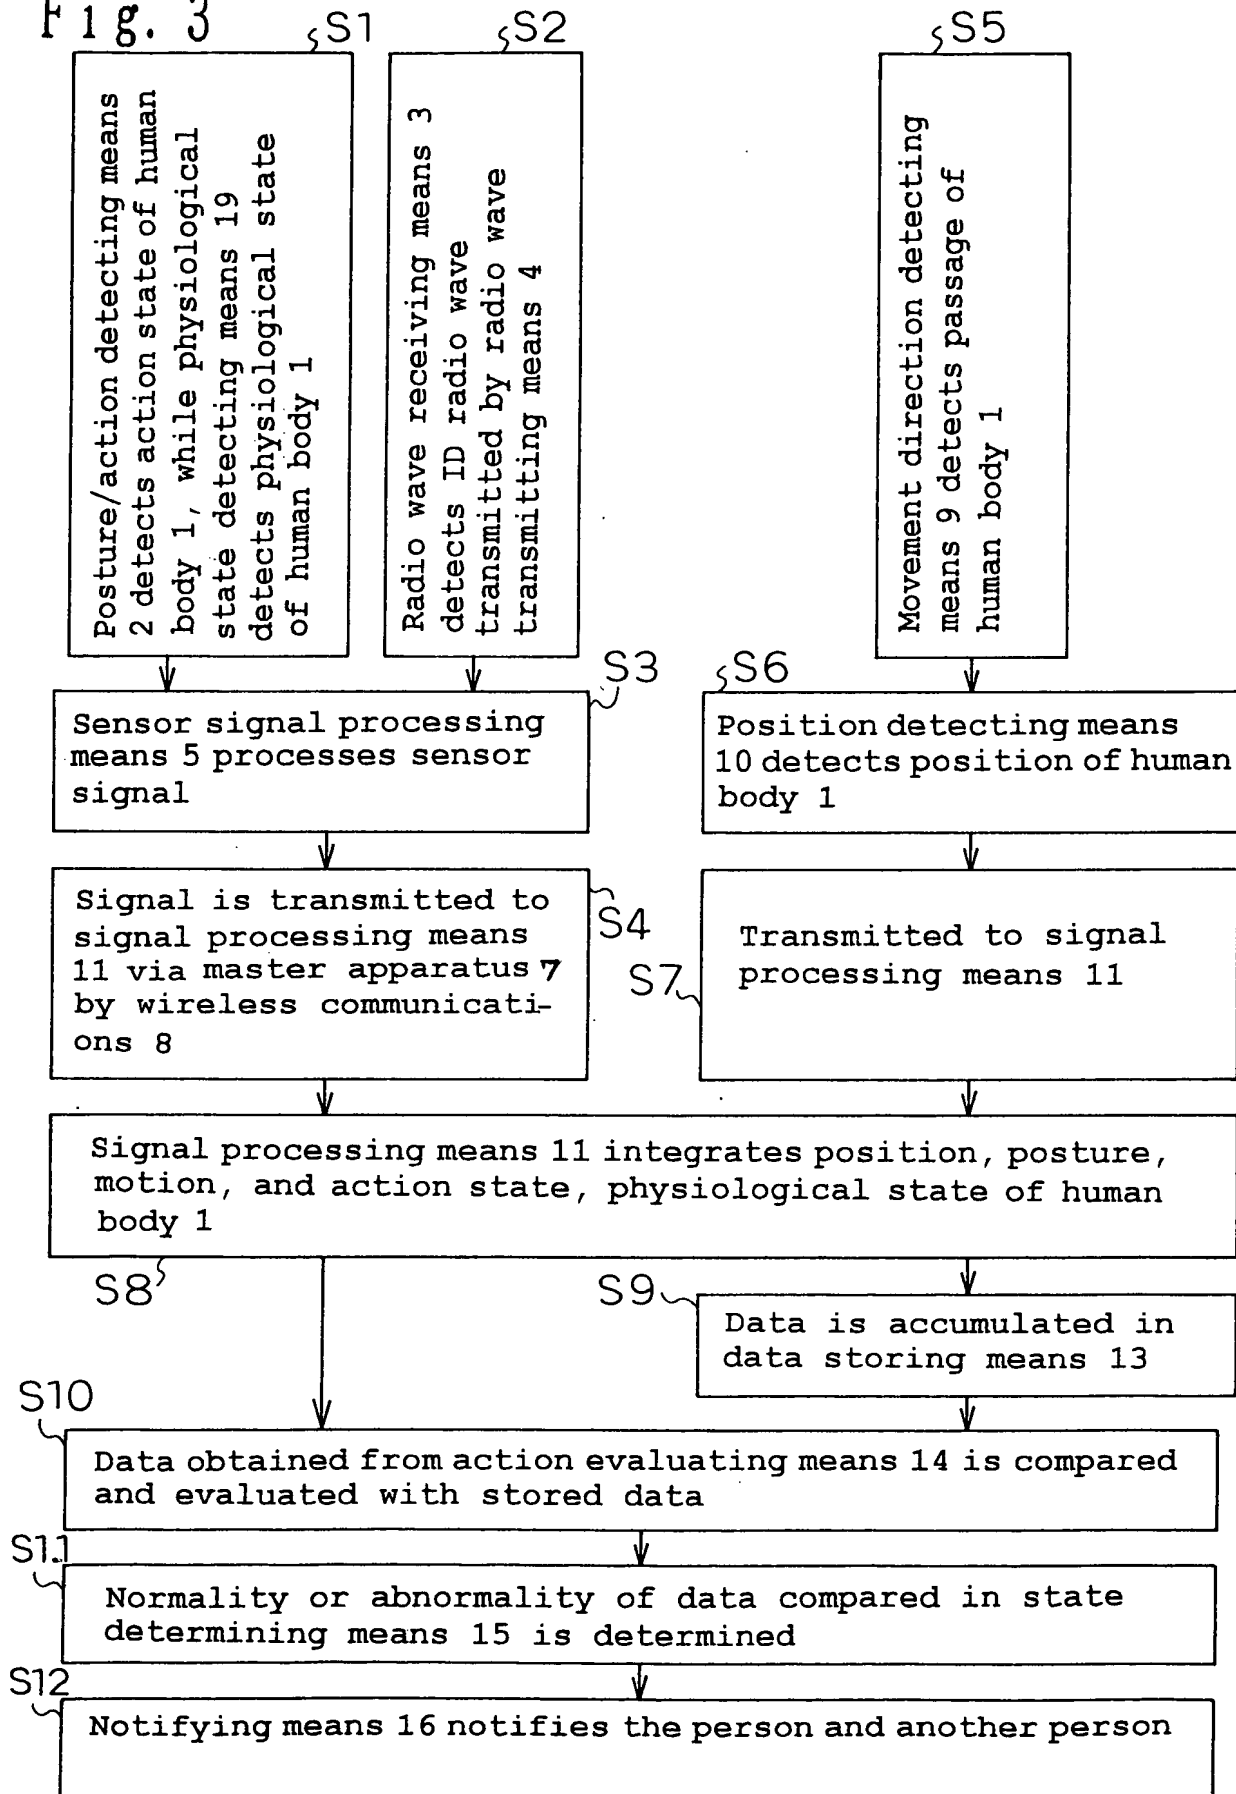 Fig. 3
S1
S2
S5
Posture/action detecting means
2 detects action state of human
body 1, while physiological
state detecting means 19
detects physiological state
of human body 1
Radio wave receiving means 3
detects ID radio wave
transmitted by radio wave
transmitting means 4
Movement direction detecting
means 9 detects passage of
human body 1
S3
S6
Sensor signal processing
means 5 processes sensor
signal
Position detecting means
10 detects position of human
body 1
S4
S7
Signal is transmitted to
signal processing means
11 via master apparatus 7
by wireless communicati-
ons 8
Transmitted to signal
processing means 11
Signal processing means 11 integrates position, posture,
motion, and action state, physiological state of human
body 1
S8
S9
Data is accumulated in
data storing means 13
S10
Data obtained from action evaluating means 14 is compared
and evaluated with stored data
S11
Normality or abnormality of data compared in state
determining means 15 is determined
S12
Notifying means 16 notifies the person and another person